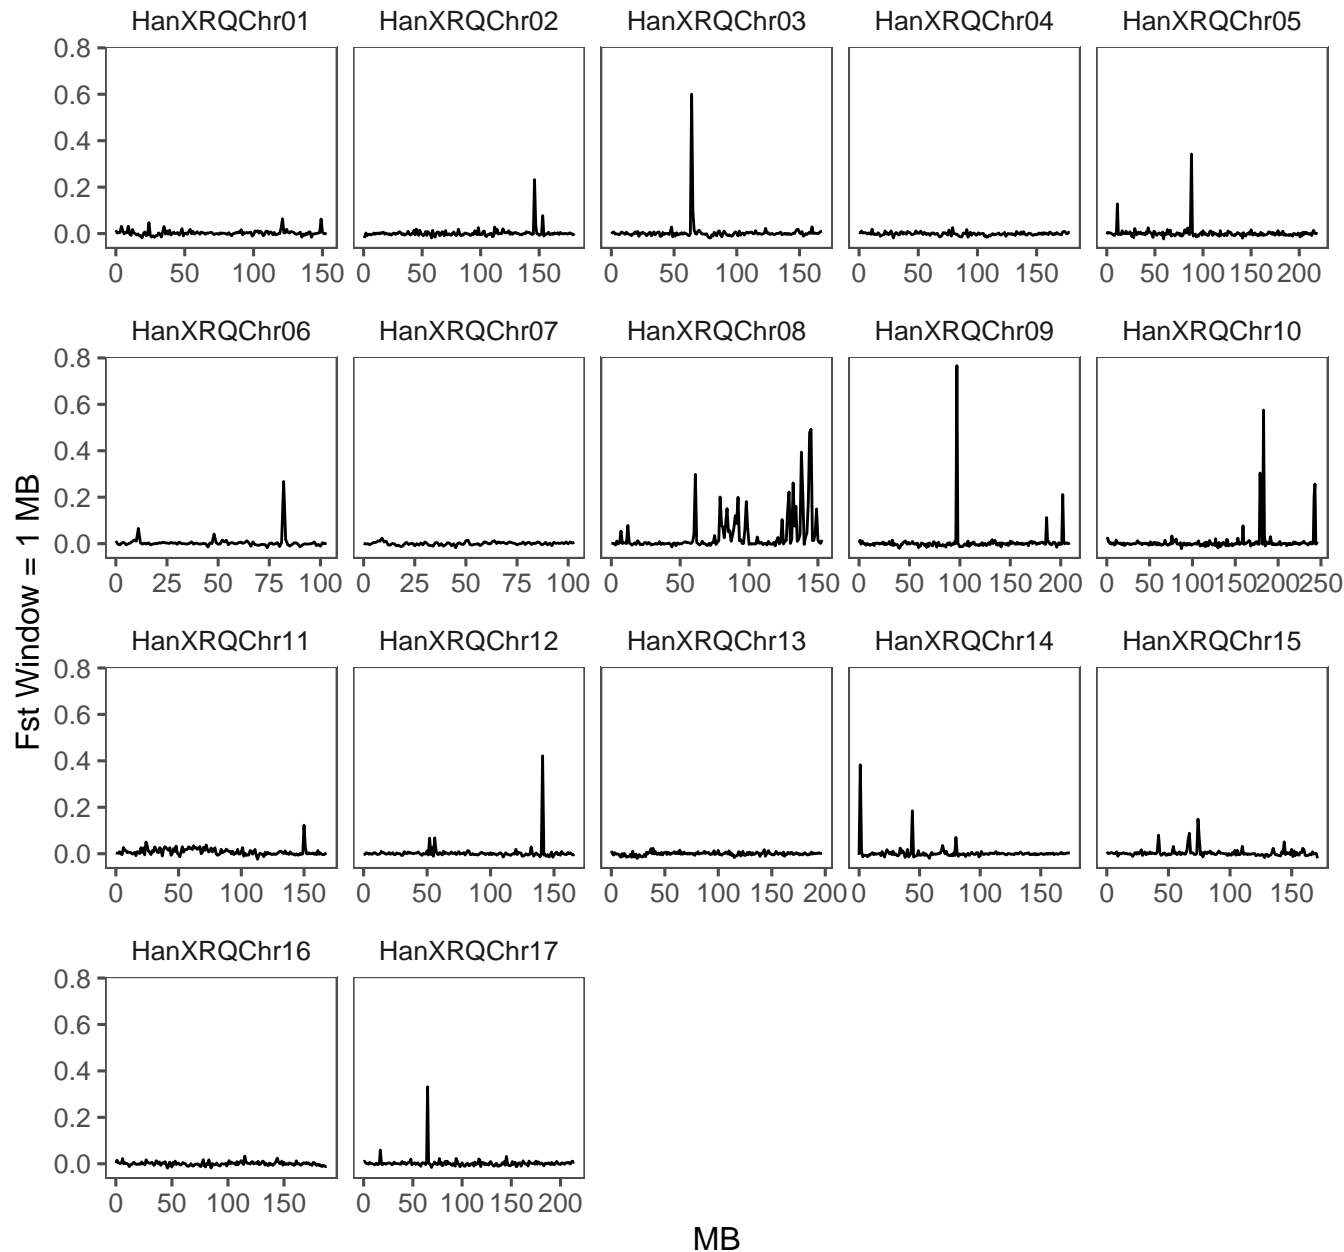 HanXRQChr01 HanXRQChr02 HanXRQChr03 HanXRQChr04 HanXRQChr05
0.8
0.6
0.4
0.2
0.0
0 50 100 150 0 50 100 150 0 50 100 150 0 50 100 150 0 50 100 150 200
HanXRQChr06 HanXRQChr07 HanXRQChr08 HanXRQChr09 HanXRQChr10
0.8
0.6
0.4
0.2
0.0
0 25 50 75 100 0 25 50 75 100 0 50 100 150 0 50 100 150 200 0 50 100 150 200 250
Fst Window = 1 MB
HanXRQChr11 HanXRQChr12 HanXRQChr13 HanXRQChr14 HanXRQChr15
0.8
0.6
0.4
0.2
0.0
0 50 100 150 0 50 100 150 0 50 100 150 200 0 50 100 150 0 50 100 150
HanXRQChr16 HanXRQChr17
0.8
0.6
0.4
0.2
0.0
0 50 100 150 0 50 100 150 200
MB